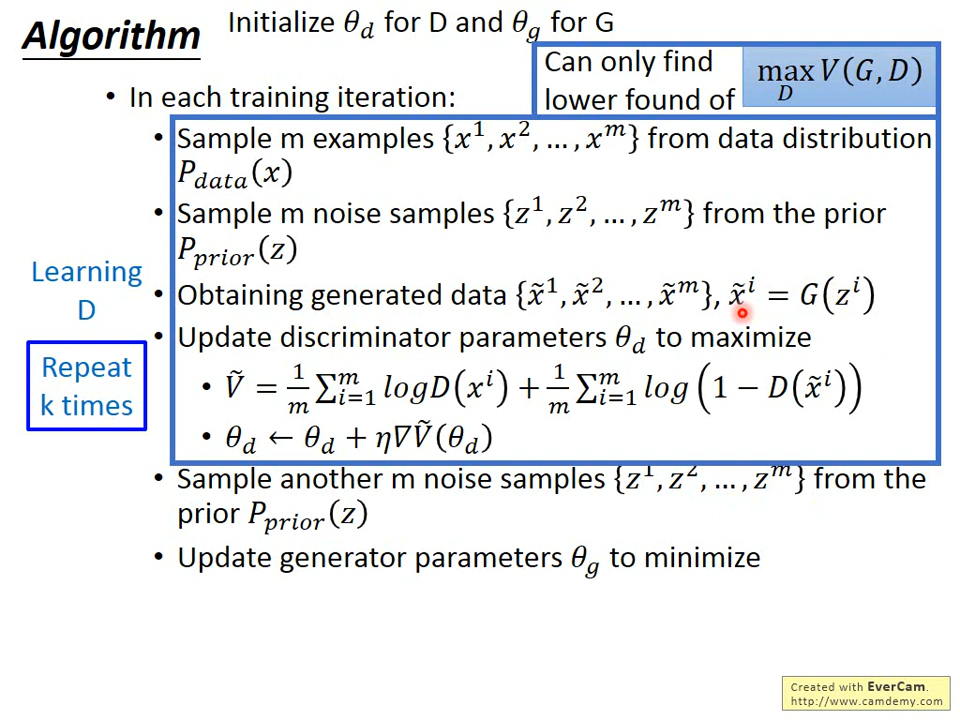 Algorithm
Initialize θ_d for D and θ_g for G
Can only find
lower found of
max_D V(G, D)
• In each training iteration:
• Sample m examples {x^1, x^2, … , x^m} from data distribution
P_data(x)
• Sample m noise samples {z^1, z^2, … , z^m} from the prior
P_prior(z)
Learning
D
• Obtaining generated data {x̃^1, x̃^2, … , x̃^m}, x̃^i = G(z^i)
• Update discriminator parameters θ_d to maximize
Repeat
k times
• Ṽ = 1/m ∑_{i=1}^m logD(x^i) + 1/m ∑_{i=1}^m log(1 − D(x̃^i))
• θ_d ← θ_d + η∇Ṽ(θ_d)
• Sample another m noise samples {z^1, z^2, … , z^m} from the
prior P_prior(z)
• Update generator parameters θ_g to minimize
Created with EverCam.
http://www.camdemy.com